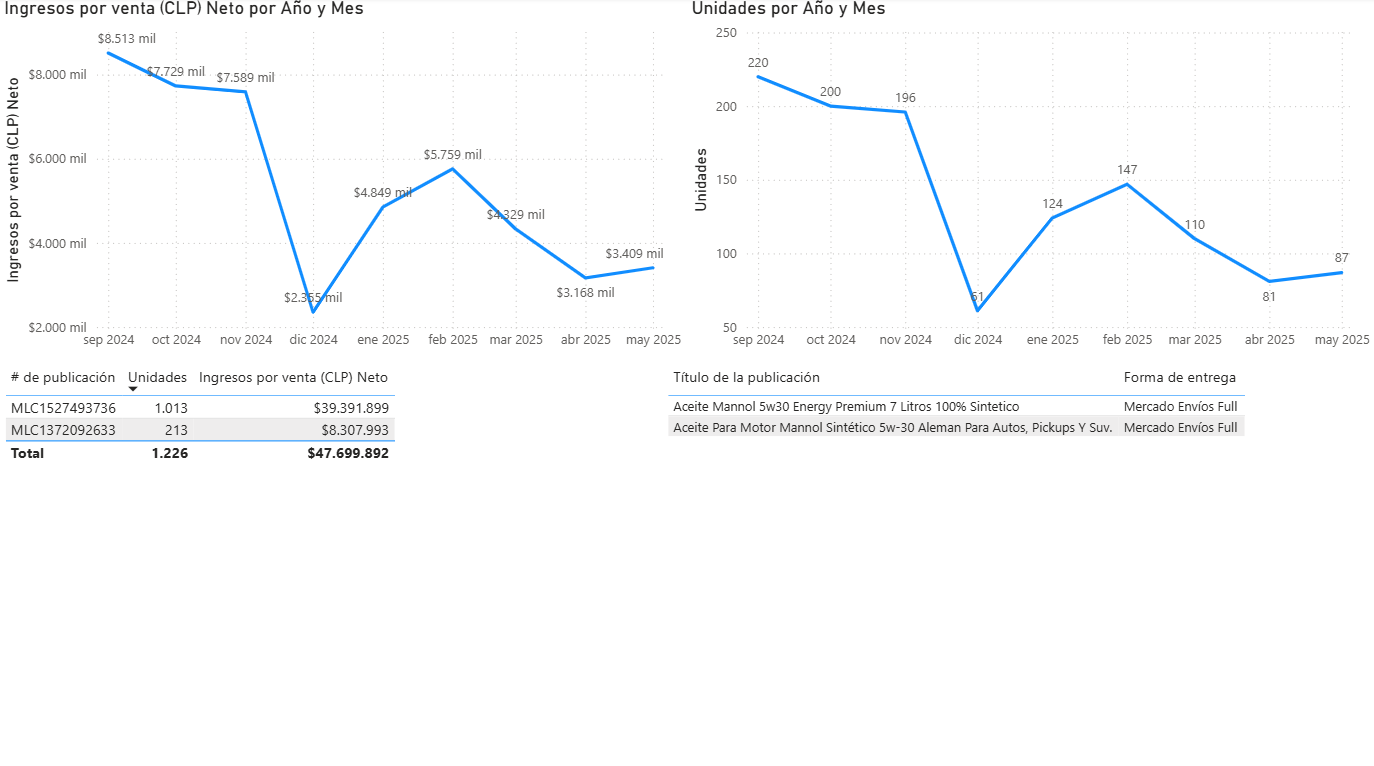 Ingresos por venta (CLP) Neto por Año y Mes
Ingresos por venta (CLP) Neto
$8.000 mil
$6.000 mil
$4.000 mil
$2.000 mil
$8.513 mil
$7.729 mil
$7.589 mil
$2.355 mil
$4.849 mil
$5.759 mil
$4.329 mil
$3.168 mil
$3.409 mil
sep 2024 oct 2024 nov 2024 dic 2024 ene 2025 feb 2025 mar 2025 abr 2025 may 2025
Unidades por Año y Mes
Unidades
250
200
150
100
50
220
200
196
61
124
147
110
81
87
sep 2024 oct 2024 nov 2024 dic 2024 ene 2025 feb 2025 mar 2025 abr 2025 may 2025
# de publicación Unidades Ingresos por venta (CLP) Neto
MLC1527493736 1.013 $39.391.899
MLC1372092633 213 $8.307.993
Total 1.226 $47.699.892
Título de la publicación Forma de entrega
Aceite Mannol 5w30 Energy Premium 7 Litros 100% Sintetico Mercado Envíos Full
Aceite Para Motor Mannol Sintético 5w-30 Aleman Para Autos, Pickups Y Suv. Mercado Envíos Full